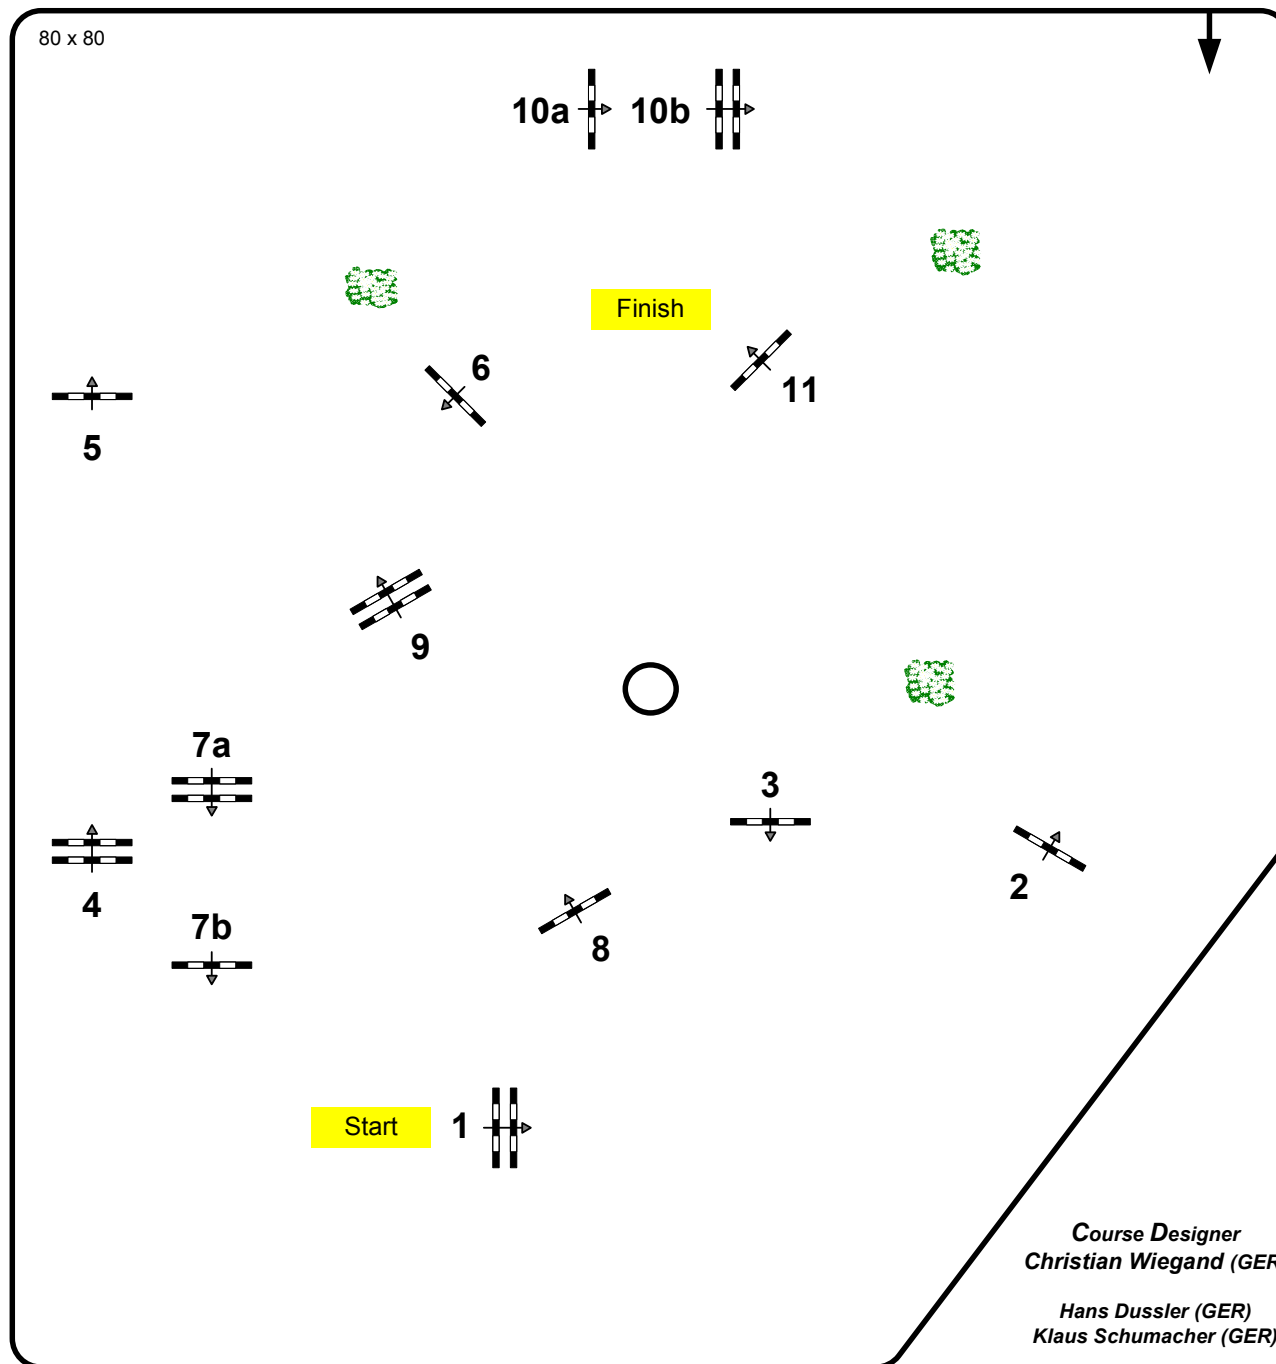 80 x 80
10a
10b
Finish
6
11
5
9
7a
3
2
4
7b
8
Start
1
Course Designer
Christian Wiegand (GER
Hans Dussler (GER)
Klaus Schumacher (GER)